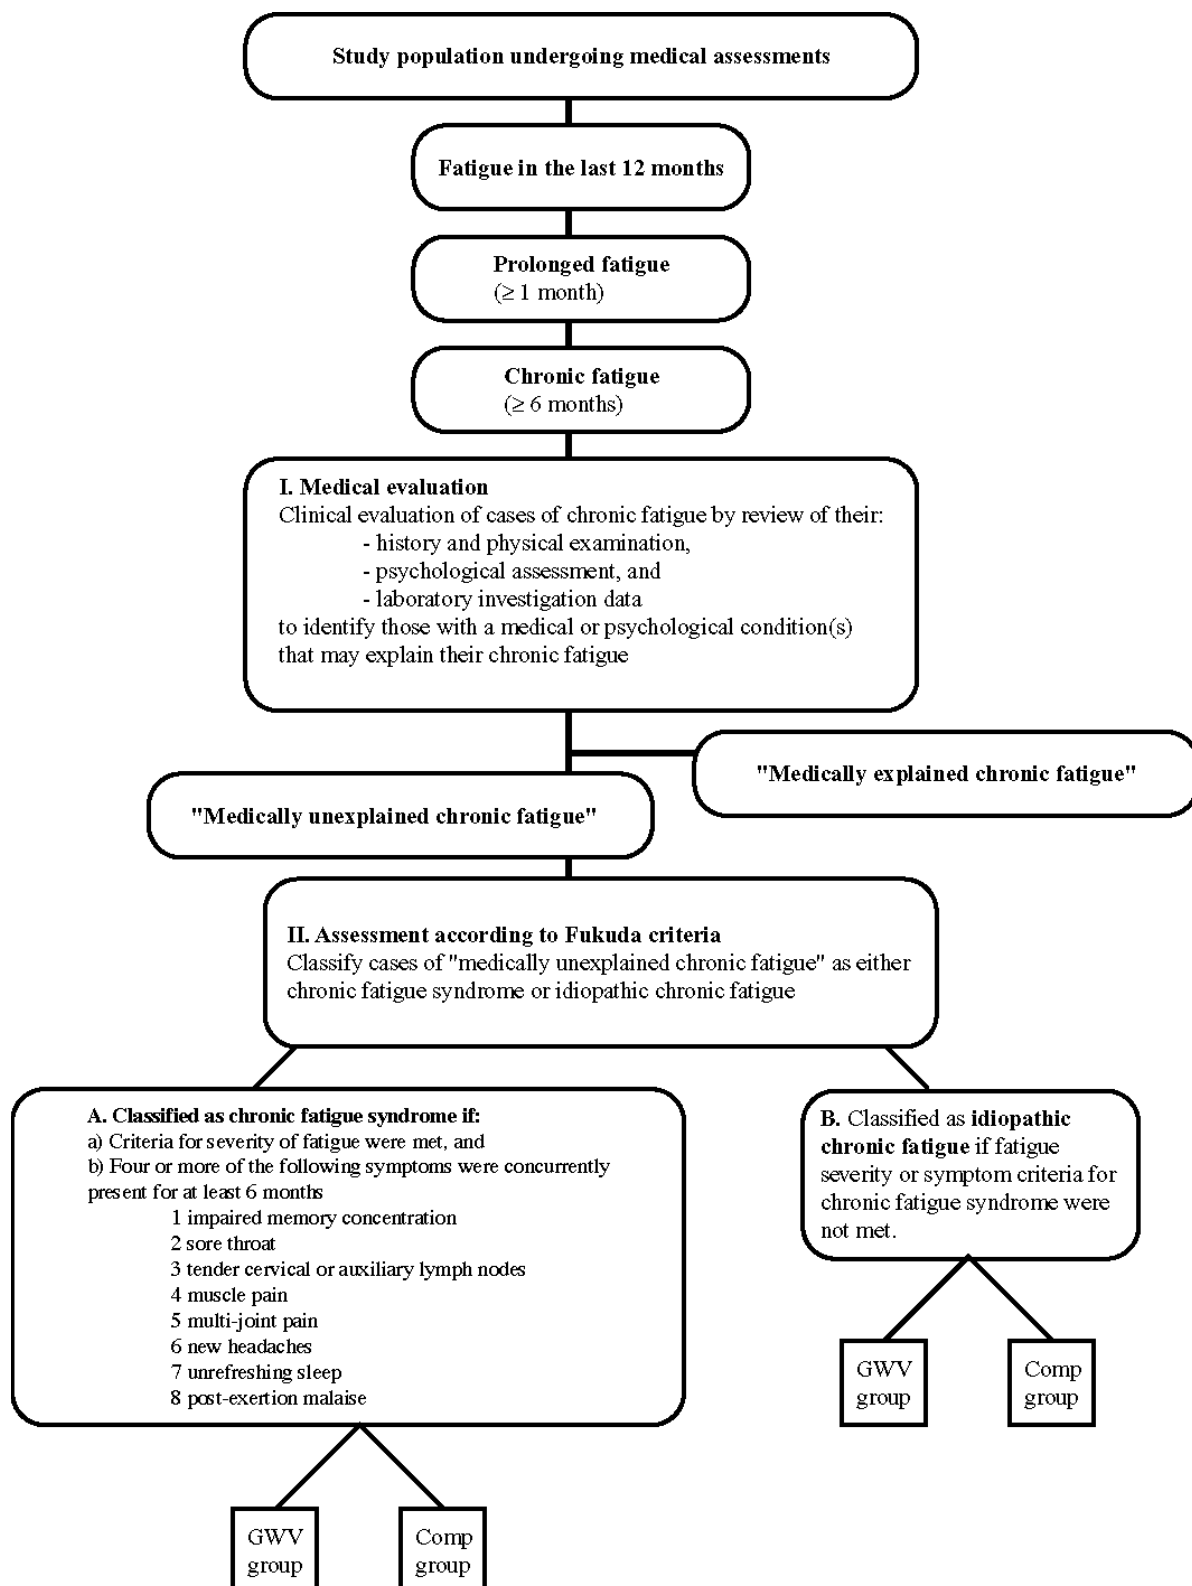 Study population undergoing medical assessments
Fatigue in the last 12 months
Prolonged fatigue
(≥ 1 month)
Chronic fatigue
(≥ 6 months)
I. Medical evaluation
Clinical evaluation of cases of chronic fatigue by review of their:
- history and physical examination,
- psychological assessment, and
- laboratory investigation data
to identify those with a medical or psychological condition(s)
that may explain their chronic fatigue
"Medically explained chronic fatigue"
"Medically unexplained chronic fatigue"
II. Assessment according to Fukuda criteria
Classify cases of "medically unexplained chronic fatigue" as either
chronic fatigue syndrome or idiopathic chronic fatigue
A. Classified as chronic fatigue syndrome if:
a) Criteria for severity of fatigue were met, and
b) Four or more of the following symptoms were concurrently
present for at least 6 months
1 impaired memory concentration
2 sore throat
3 tender cervical or auxiliary lymph nodes
4 muscle pain
5 multi-joint pain
6 new headaches
7 unrefreshing sleep
8 post-exertion malaise
B. Classified as idiopathic
chronic fatigue if fatigue
severity or symptom criteria for
chronic fatigue syndrome were
not met.
GWV
group
Comp
group
GWV
group
Comp
group